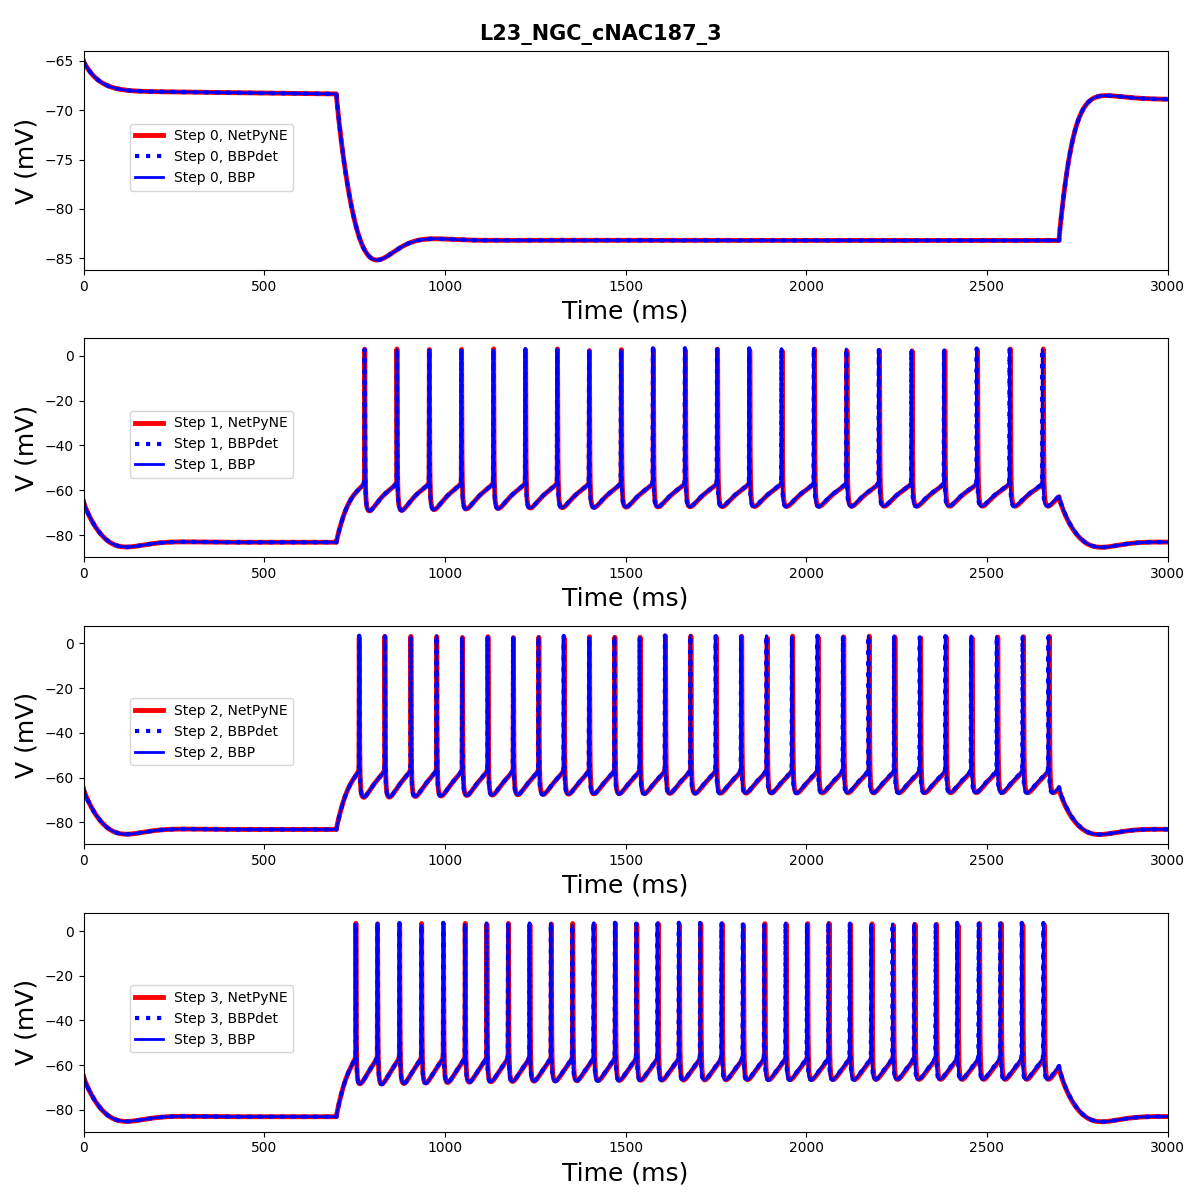 L23_NGC_cNAC187_3
−65
−70
−75
−80
−85
V (mV)
Step 0, NetPyNE
Step 0, BBPdet
Step 0, BBP
0 500 1000 1500 2000 2500 3000
Time (ms)
0
−20
−40
−60
−80
V (mV)
Step 1, NetPyNE
Step 1, BBPdet
Step 1, BBP
0 500 1000 1500 2000 2500 3000
Time (ms)
0
−20
−40
−60
−80
V (mV)
Step 2, NetPyNE
Step 2, BBPdet
Step 2, BBP
0 500 1000 1500 2000 2500 3000
Time (ms)
0
−20
−40
−60
−80
V (mV)
Step 3, NetPyNE
Step 3, BBPdet
Step 3, BBP
0 500 1000 1500 2000 2500 3000
Time (ms)